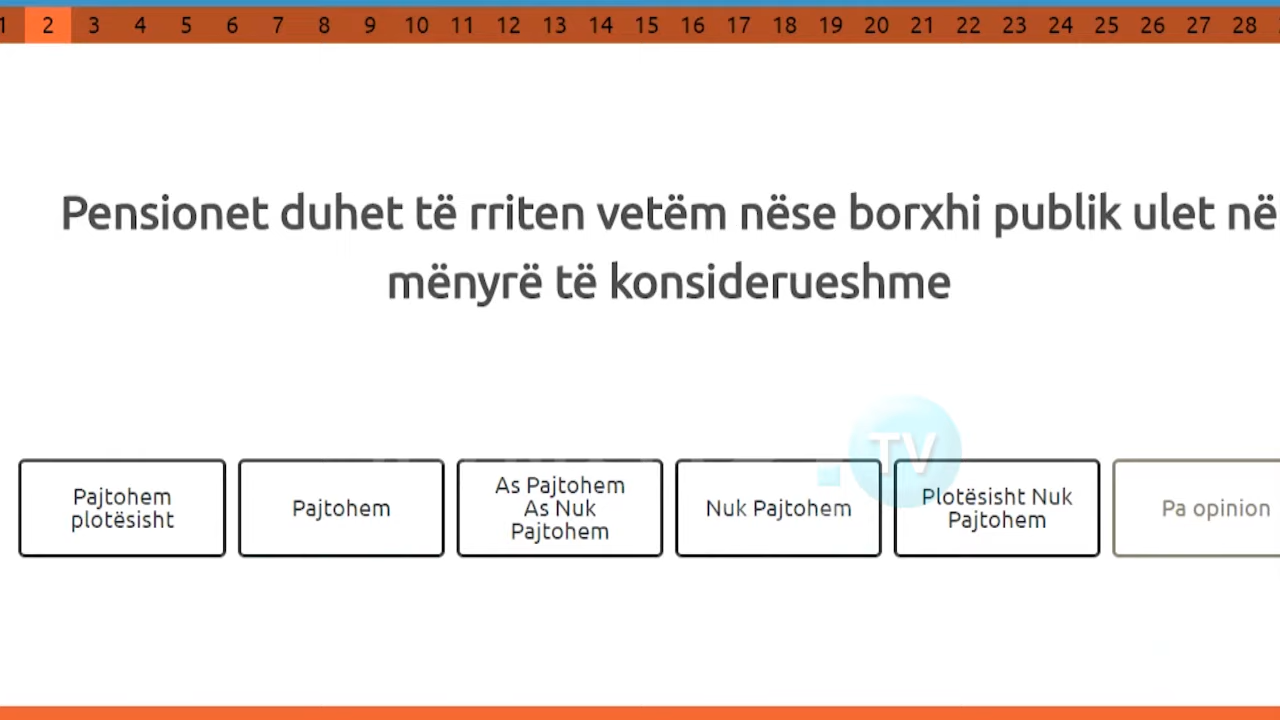 1 2 3 4 5 6 7 8 9 10 11 12 13 14 15 16 17 18 19 20 21 22 23 24 25 26 27 28
Pensionet duhet të rriten vetëm nëse borxhi publik ulet në
mënyrë të konsiderueshme
TV
Pajtohem
plotësisht
Pajtohem
As Pajtohem
As Nuk
Pajtohem
Nuk Pajtohem
Plotësisht Nuk
Pajtohem
Pa opinion